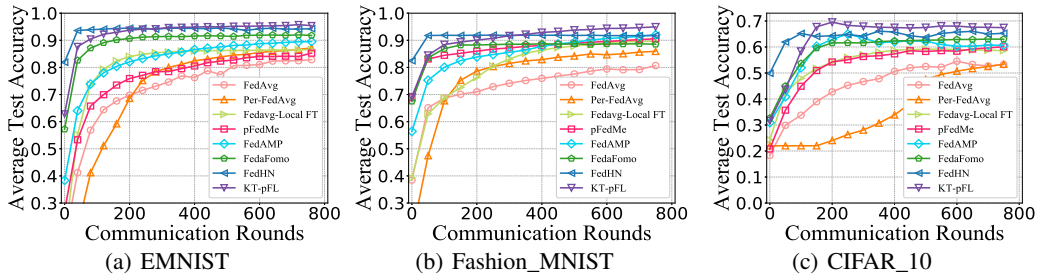 Average Test Accuracy
1.0
0.9
0.8
0.7
0.6
0.5
0.4
0.3
0 200 400 600 800
FedAvg
Per-FedAvg
Fedavg-Local FT
pFedMe
FedAMP
FedaFomo
FedHN
KT-pFL
Communication Rounds
(a) EMNIST
Average Test Accuracy
1.0
0.9
0.8
0.7
0.6
0.5
0.4
0.3
0 200 400 600 800
FedAvg
Per-FedAvg
Fedavg-Local FT
pFedMe
FedAMP
FedaFomo
FedHN
KT-pFL
Communication Rounds
(b) Fashion_MNIST
Average Test Accuracy
0.7
0.6
0.5
0.4
0.3
0.2
0.1
0.0
0 200 400 600 800
FedAvg
Per-FedAvg
Fedavg-Local FT
pFedMe
FedAMP
FedaFomo
FedHN
KT-pFL
Communication Rounds
(c) CIFAR_10